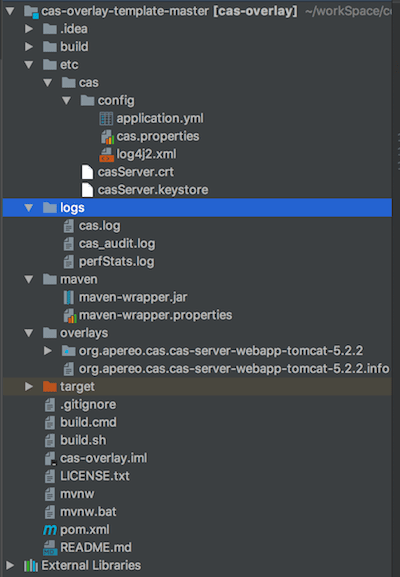 cas-overlay-template-master [cas-overlay] ~/workSpace/c
.idea
build
etc
cas
config
application.yml
cas.properties
log4j2.xml
casServer.crt
casServer.keystore
logs
cas.log
cas_audit.log
perfStats.log
maven
maven-wrapper.jar
maven-wrapper.properties
overlays
org.apereo.cas.cas-server-webapp-tomcat-5.2.2
org.apereo.cas.cas-server-webapp-tomcat-5.2.2.info
target
.gitignore
build.cmd
build.sh
cas-overlay.iml
LICENSE.txt
mvnw
mvnw.bat
pom.xml
README.md
External Libraries